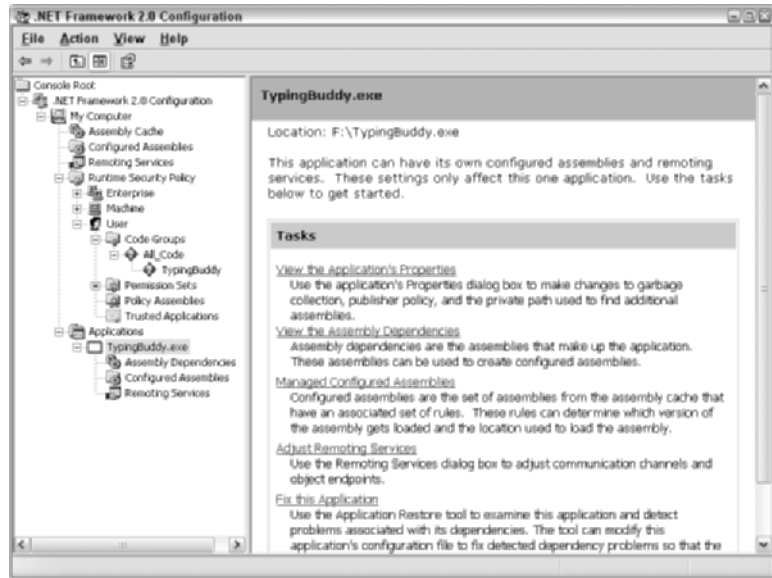 .NET Framework 2.0 Configuration
File Action View Help
Console Root
.NET Framework 2.0 Configuration
My Computer
Assembly Cache
Configured Assemblies
Remoting Services
Runtime Security Policy
Enterprise
Machine
User
Code Groups
All_Code
TypingBuddy
Permission Sets
Policy Assemblies
Trusted Applications
Applications
TypingBuddy.exe
Assembly Dependencies
Configured Assemblies
Remoting Services
TypingBuddy.exe
Location: F:\TypingBuddy.exe
This application can have its own configured assemblies and remoting
services. These settings only affect this one application. Use the tasks
below to get started.
Tasks
View the Application's Properties
Use the application's Properties dialog box to make changes to garbage
collection, publisher policy, and the private path used to find additional
assemblies.
View the Assembly Dependencies
Assembly dependencies are the assemblies that make up the application.
These assemblies can be used to create configured assemblies.
Managed Configured Assemblies
Configured assemblies are the set of assemblies from the assembly cache that
have an associated set of rules. These rules can determine which version of
the assembly gets loaded and the location used to load the assembly.
Adjust Remoting Services
Use the Remoting Services dialog box to adjust communication channels and
object endpoints.
Fix this Application
Use the Application Restore tool to examine this application and detect
problems associated with its dependencies. The tool can modify this
application's configuration file to fix detected dependency problems so that the